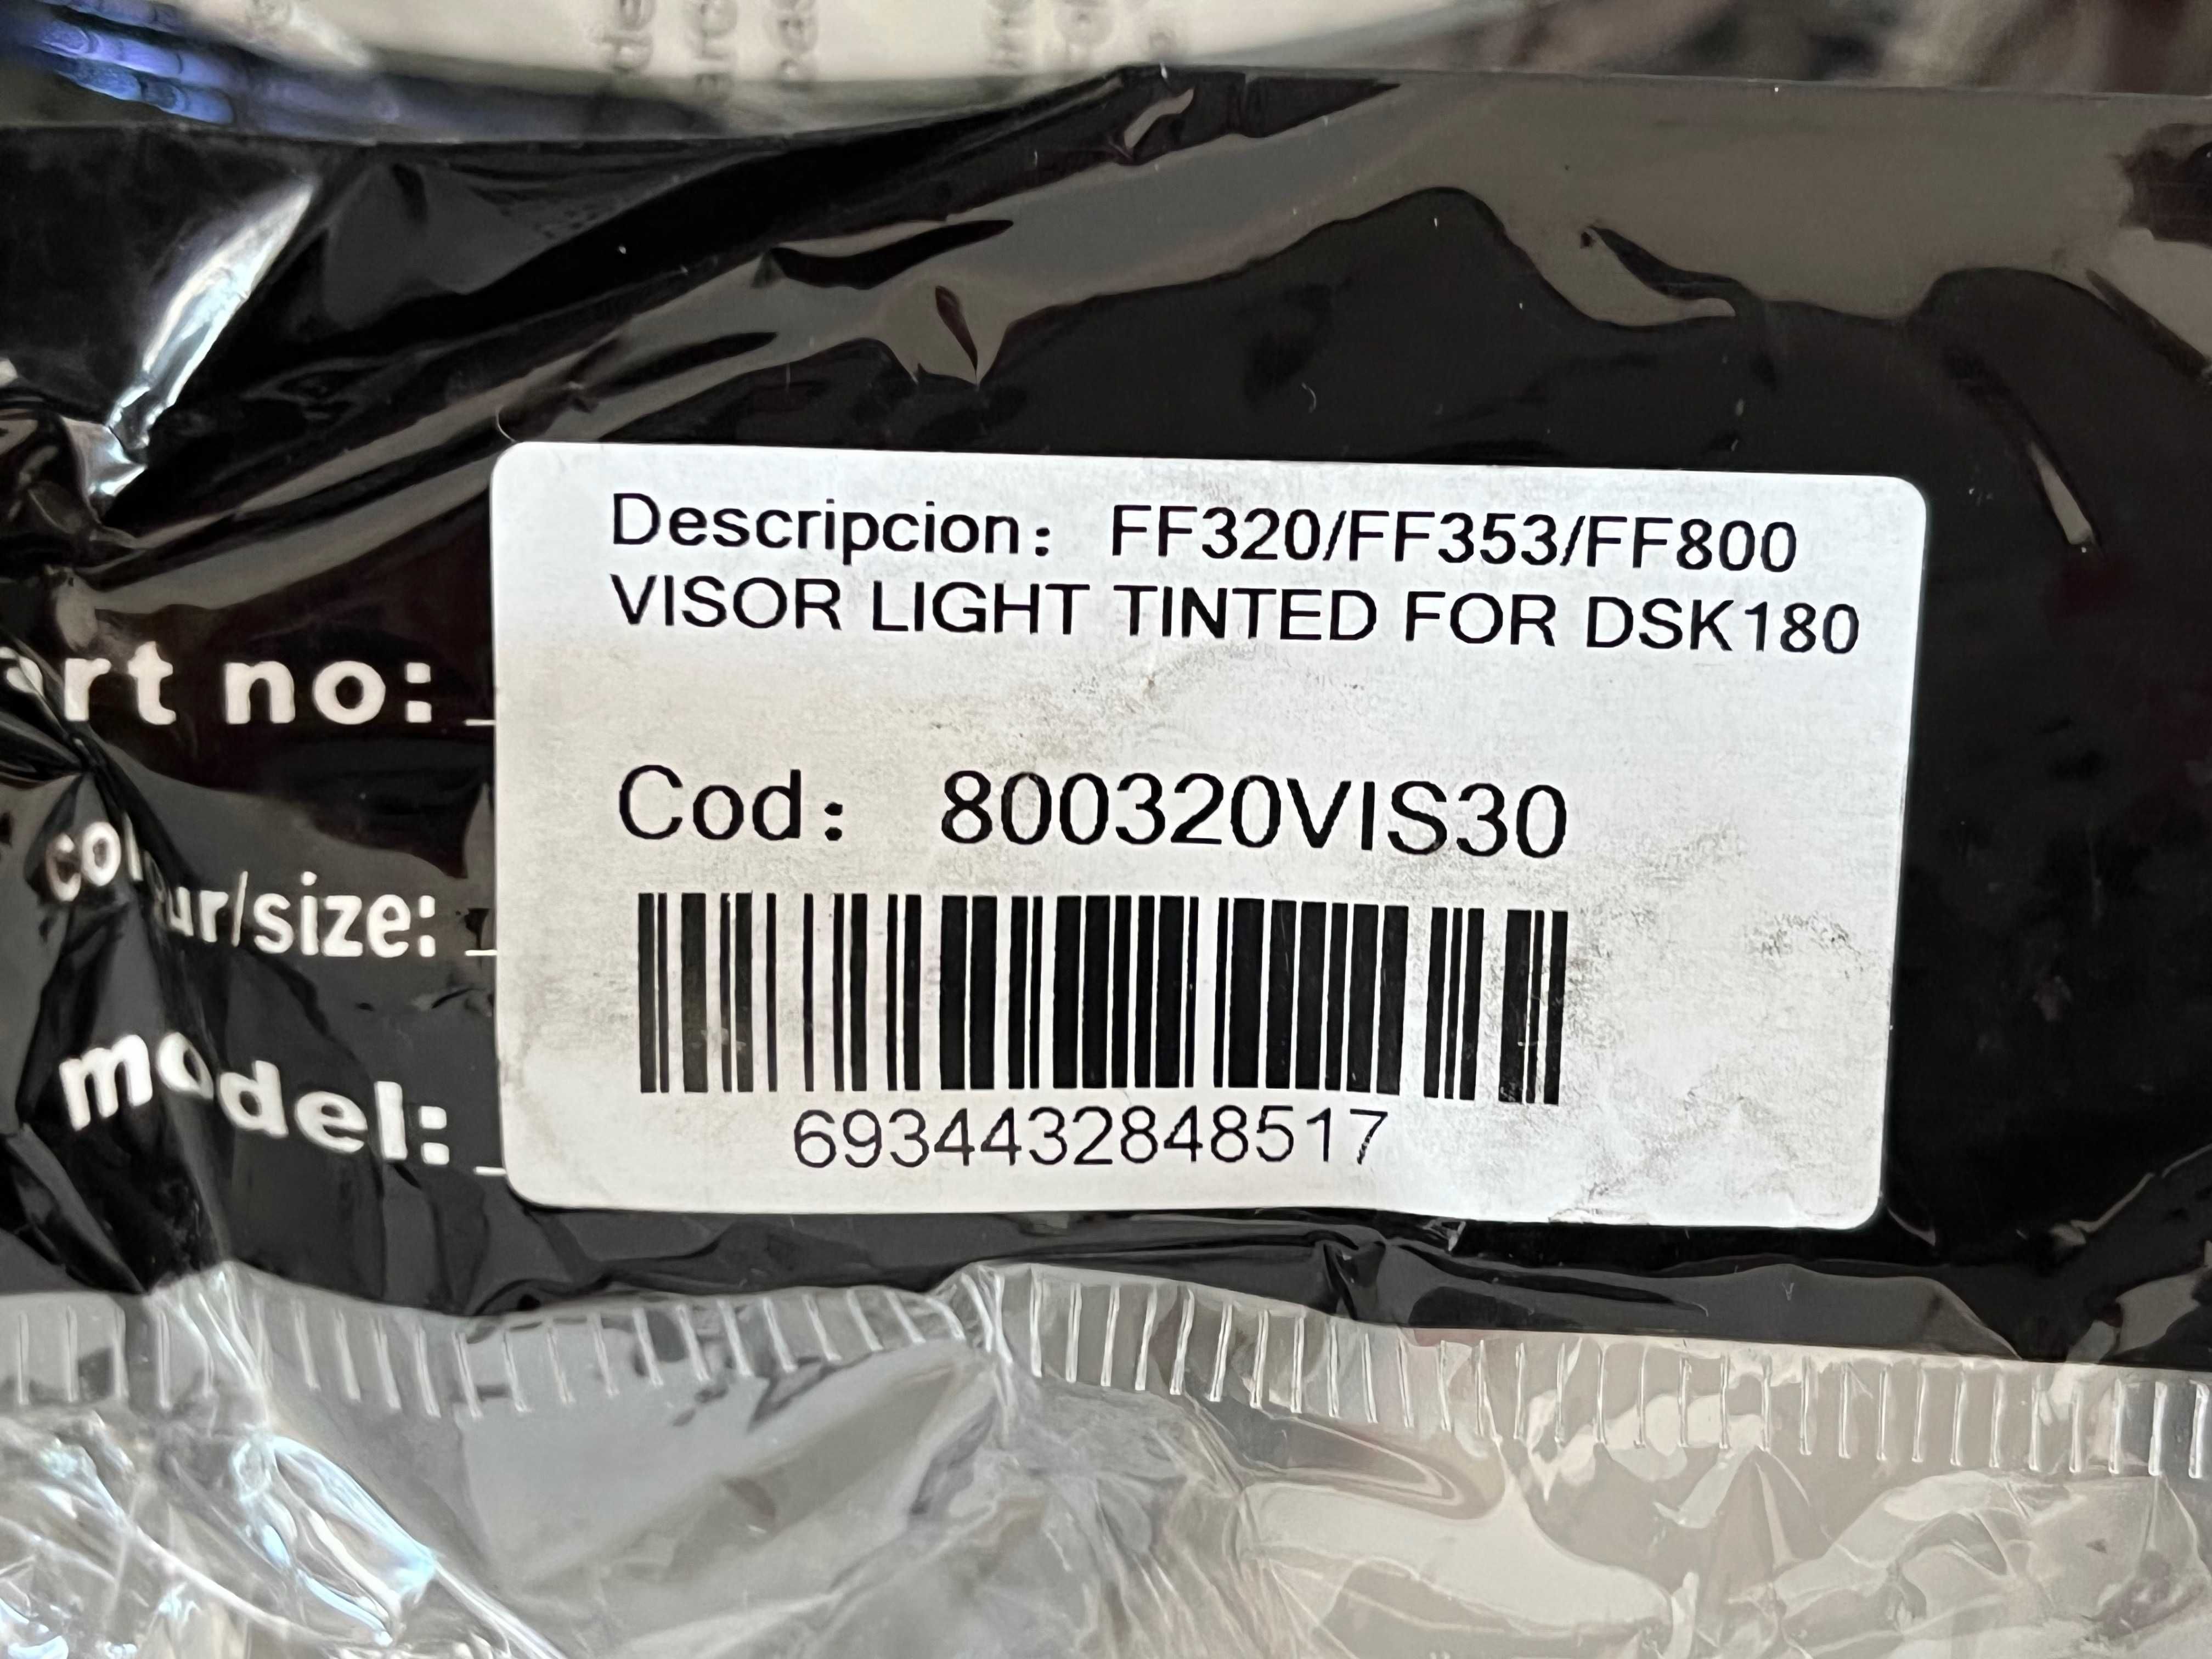 Descripcion: FF320/FF353/FF800
VISOR LIGHT TINTED FOR DSK180
rt no:
Cod: 800320VIS30
colour/size:
model:
6934432848517